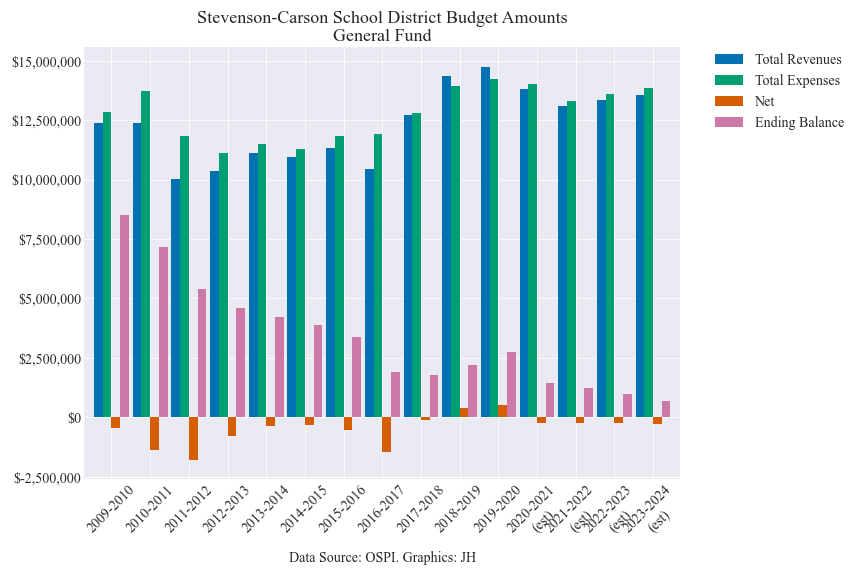 Stevenson-Carson School District Budget Amounts
General Fund
$15,000,000
$12,500,000
$10,000,000
$7,500,000
$5,000,000
$2,500,000
$0
$-2,500,000
Total Revenues
Total Expenses
Net
Ending Balance
2009-2010
2010-2011
2011-2012
2012-2013
2013-2014
2014-2015
2015-2016
2016-2017
2017-2018
2018-2019
2019-2020
2020-2021
(est)
2021-2022
(est)
2022-2023
(est)
2023-2024
(est)
Data Source: OSPI. Graphics: JH